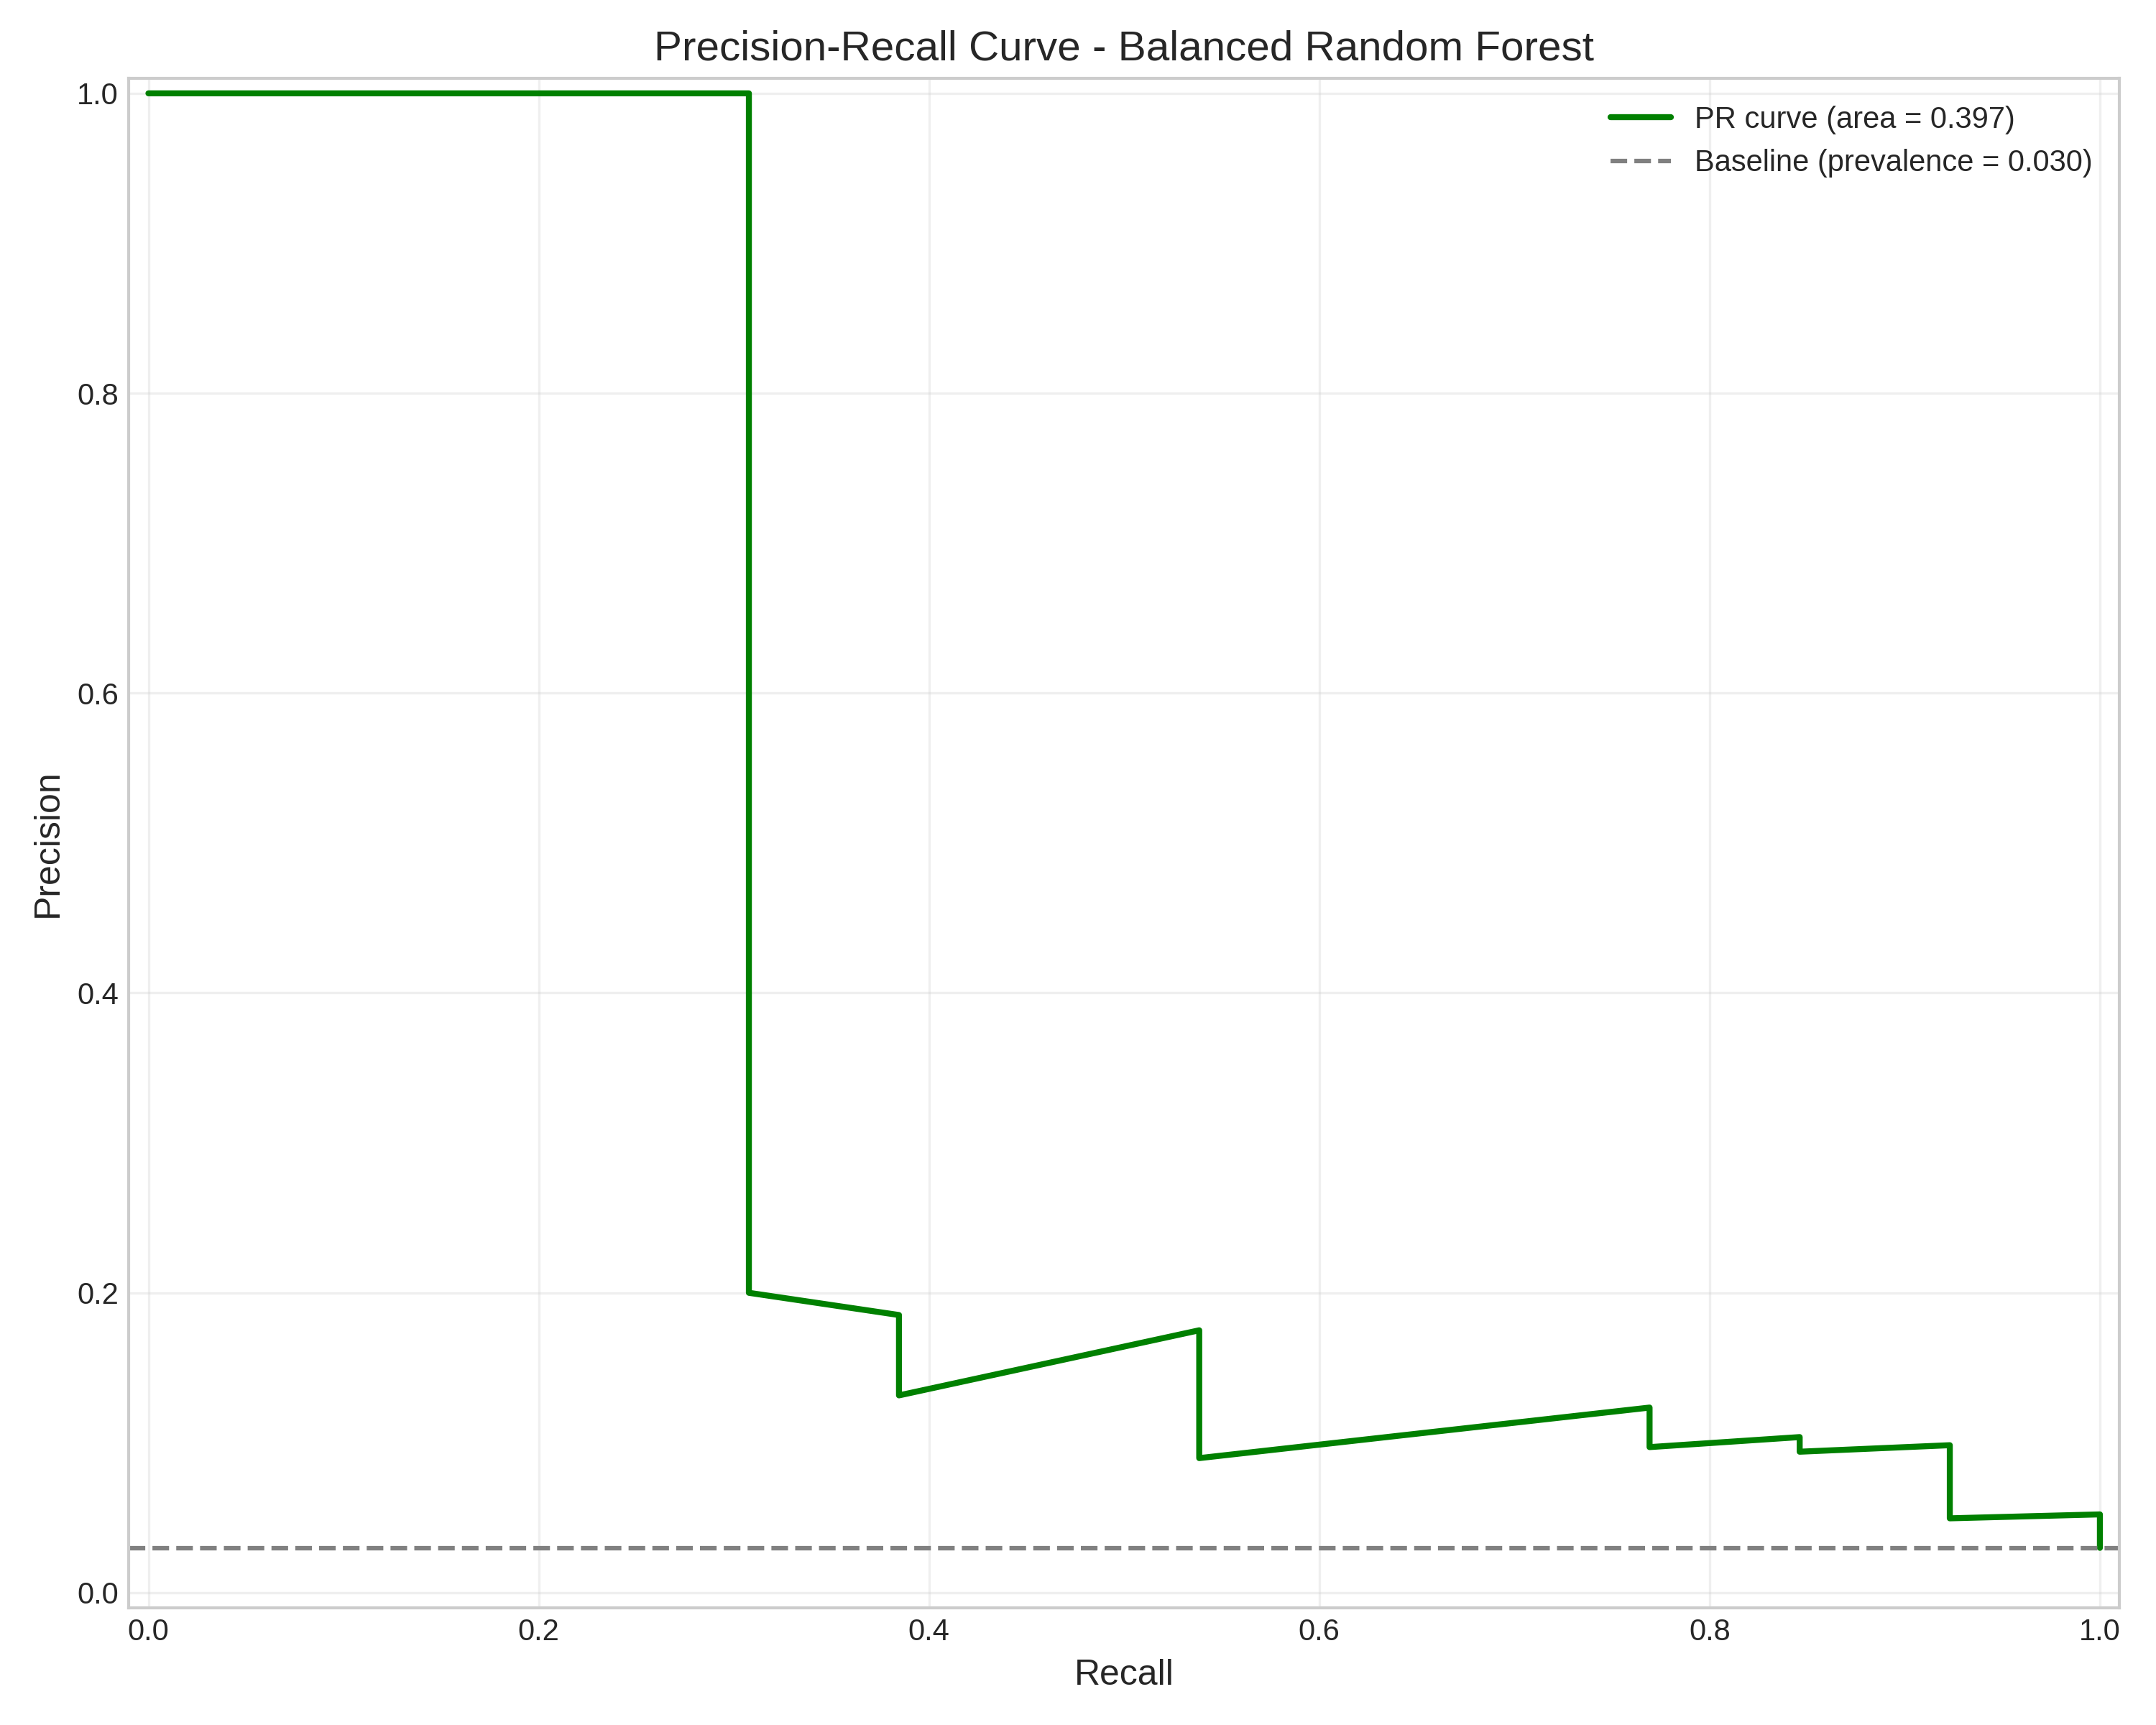 Precision-Recall Curve - Balanced Random Forest
PR curve (area = 0.397)
Baseline (prevalence = 0.030)
Precision
1.0
0.8
0.6
0.4
0.2
0.0
0.0 0.2 0.4 0.6 0.8 1.0
Recall